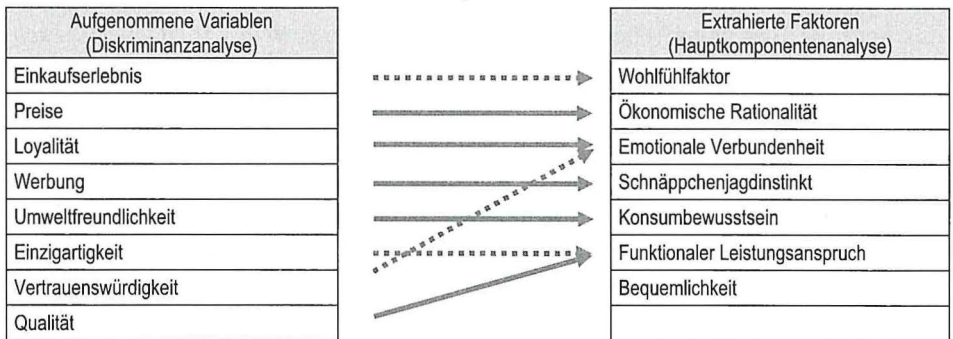 Aufgenommene Variablen
(Diskriminanzanalyse)
Einkaufserlebnis
Preise
Loyalität
Werbung
Umweltfreundlichkeit
Einzigartigkeit
Vertrauenswürdigkeit
Qualität
Extrahierte Faktoren
(Hauptkomponentenanalyse)
Wohlfühlfaktor
Ökonomische Rationalität
Emotionale Verbundenheit
Schnäppchenjagdinstinkt
Konsumbewusstsein
Funktionaler Leistungsanspruch
Bequemlichkeit